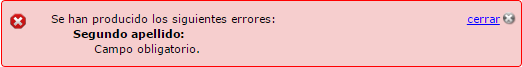 Se han producido los siguientes errores: cerrar
Segundo apellido:
Campo obligatorio.